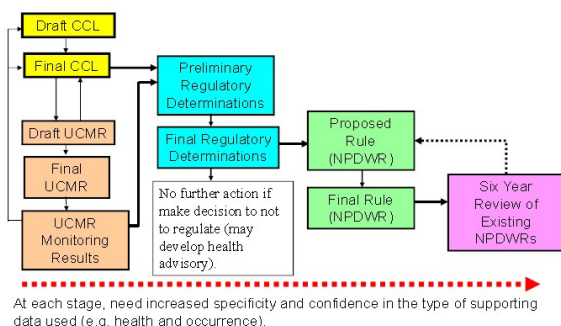 Draft CCL
Final CCL
Draft UCMR
Final
UCMR
UCMR
Monitoring
Results
Preliminary
Regulatory
Determinations
Final Regulatory
Determinations
No further action if
make decision to not
to regulate (may
develop health
advisory).
Proposed
Rule
(NPDWR)
Final Rule
(NPDWR)
Six Year
Review of
Existing
NPDWRs
At each stage, need increased specificity and confidence in the type of supporting
data used (e.g. health and occurrence).